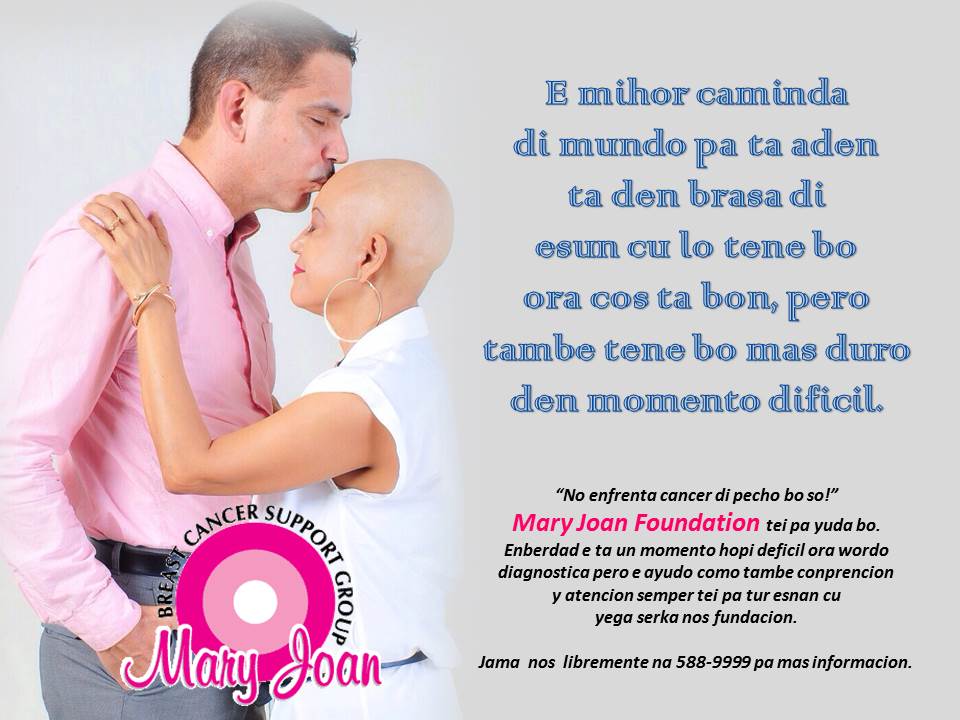 E mihor caminda
di mundo pa ta aden
ta den brasa di
esun cu lo tene bo
ora cos ta bon, pero
tambe tene bo mas duro
den momento dificil.
“No enfrenta cancer di pecho bo so!”
Mary Joan Foundation tei pa yuda bo.
Enberdad e ta un momento hopi deficil ora wordo
diagnostica pero e ayudo como tambe conprencion
y atencion semper tei pa tur esnan cu
yega serka nos fundacion.
Jama nos libremente na 588-9999 pa mas informacion.
BREAST CANCER SUPPORT GROUP
Mary Joan